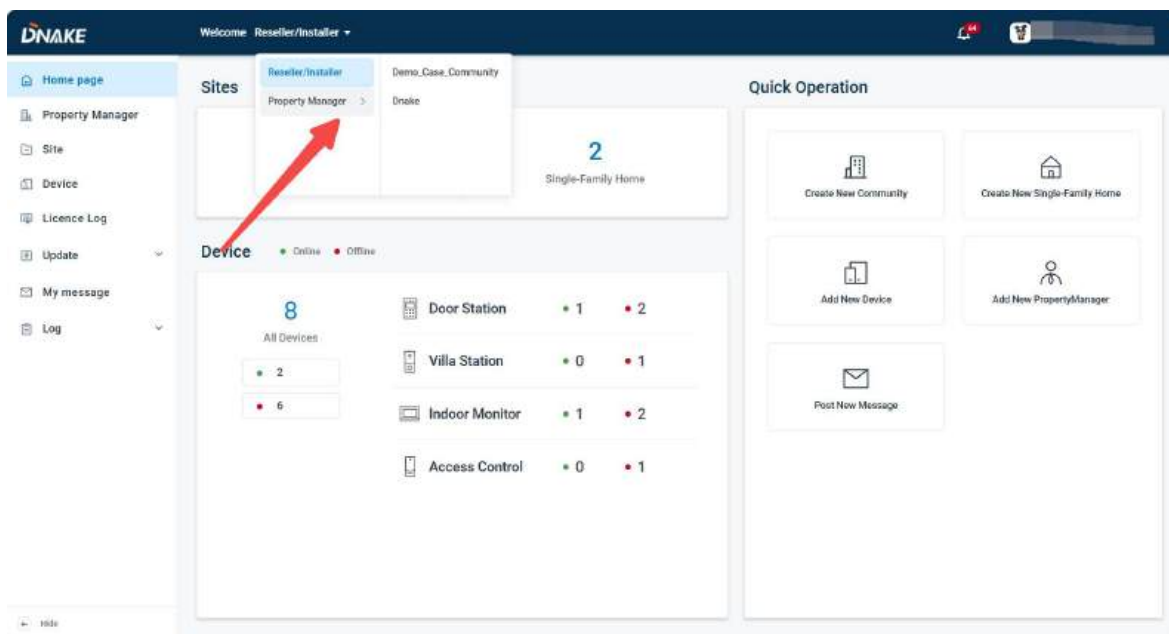 DNAKE
Welcome Reseller/Installer
64
Reseller/Installer
Property Manager
Demo_Case_Community
Dnake
Home page
Property Manager
Site
Device
Licence Log
Update
My message
Log
Hide
Sites
2
Single-Family Home
Device
Online
Offline
8
All Devices
2
6
Door Station 1 2
Villa Station 0 1
Indoor Monitor 1 2
Access Control 0 1
Quick Operation
Create New Community
Create New Single-Family Home
Add New Device
Add New PropertyManager
Post New Message